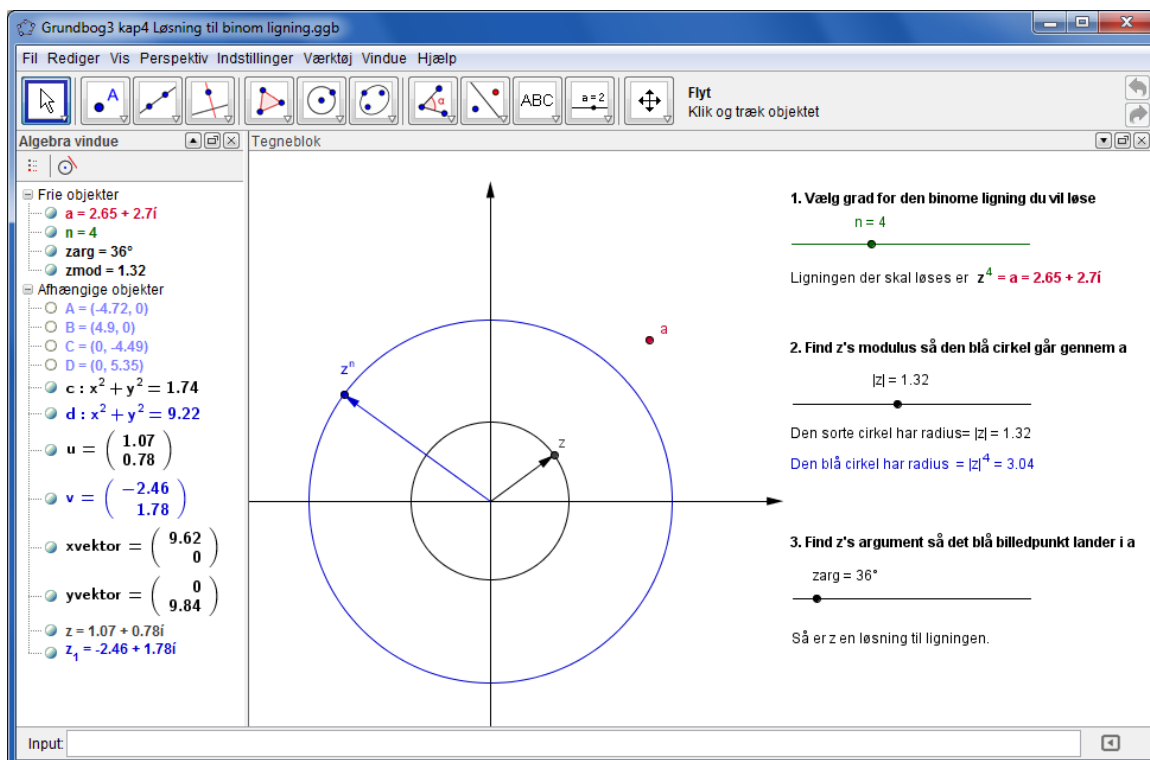 Grundbog3 kap4 Løsning til binom ligning.ggb
Fil Rediger Vis Perspektiv Indstillinger Værktøj Vindue Hjælp
A
α
ABC
a=2
Flyt
Klik og træk objektet
Algebra vindue
Tegneblok
Frie objekter
a = 2.65 + 2.7í
n = 4
zarg = 36°
zmod = 1.32
Afhængige objekter
A = (-4.72, 0)
B = (4.9, 0)
C = (0, -4.49)
D = (0, 5.35)
c : x² + y² = 1.74
d : x² + y² = 9.22
u = (1.07
0.78)
v = (−2.46
1.78)
xvektor = (9.62
0)
yvektor = (0
9.84)
z = 1.07 + 0.78í
z₁ = -2.46 + 1.78í
zⁿ
z
a
1. Vælg grad for den binome ligning du vil løse
n = 4
Ligningen der skal løses er z⁴ = a = 2.65 + 2.7í
2. Find z's modulus så den blå cirkel går gennem a
|z| = 1.32
Den sorte cirkel har radius= |z| = 1.32
Den blå cirkel har radius = |z|⁴ = 3.04
3. Find z's argument så det blå billedpunkt lander i a
zarg = 36°
Så er z en løsning til ligningen.
Input: